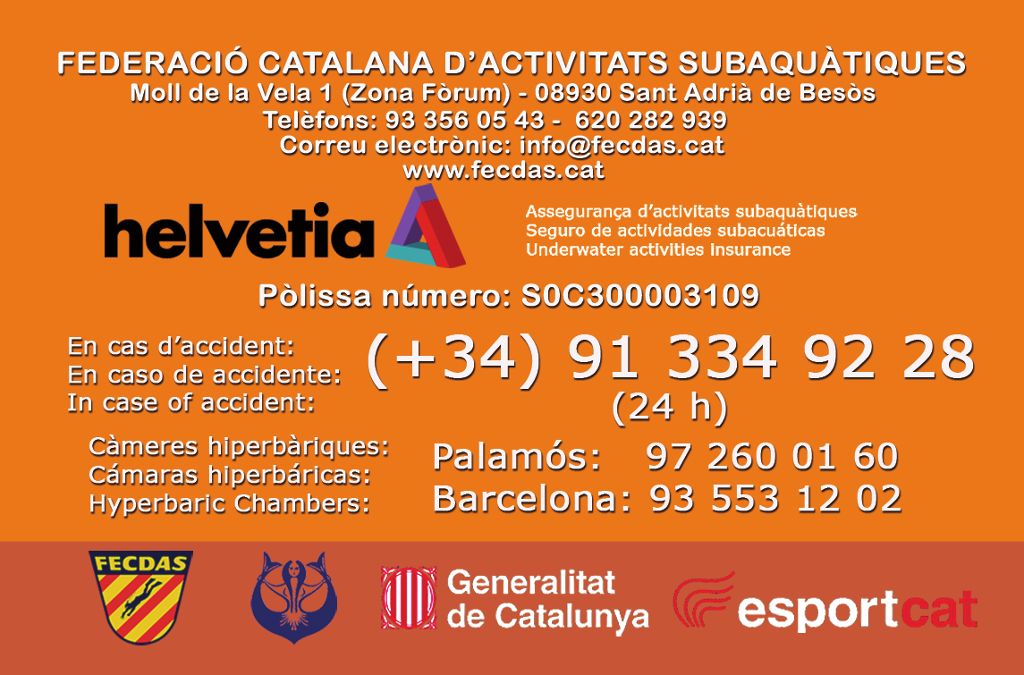 FEDERACIÓ CATALANA D'ACTIVITATS SUBAQUÀTIQUES
Moll de la Vela 1 (Zona Fòrum) - 08930 Sant Adrià de Besòs
Telèfons: 93 356 05 43 - 620 282 939
Correu electrònic: info@fecdas.cat
www.fecdas.cat
helvetia
Assegurança d'activitats subaquàtiques
Seguro de actividades subacuáticas
Underwater activities insurance
Pòlissa número: S0C300003109
En cas d'accident:
En caso de accidente:
In case of accident:
(+34) 91 334 92 28
(24 h)
Càmeres hiperbàriques:
Cámaras hiperbáricas:
Hyperbaric Chambers:
Palamós: 97 260 01 60
Barcelona: 93 553 12 02
FECDAS
Generalitat
de Catalunya
esportcat